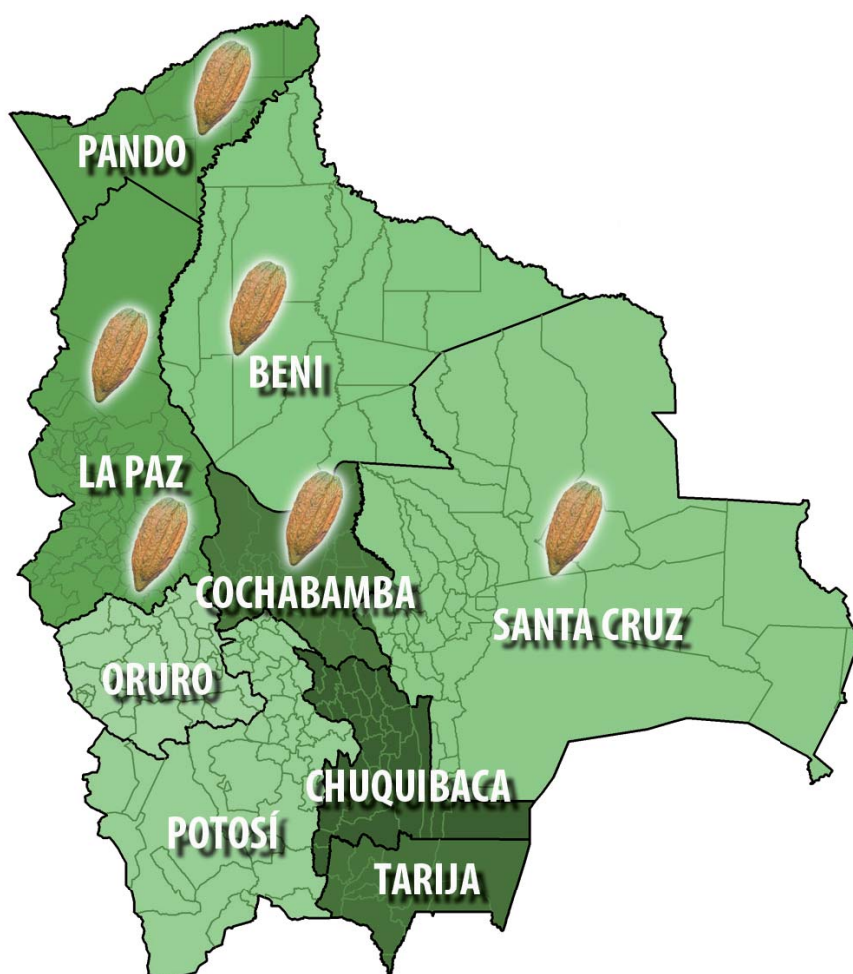 PANDO
BENI
LA PAZ
COCHABAMBA
SANTA CRUZ
ORURO
CHUQUIBACA
POTOSÍ
TARIJA